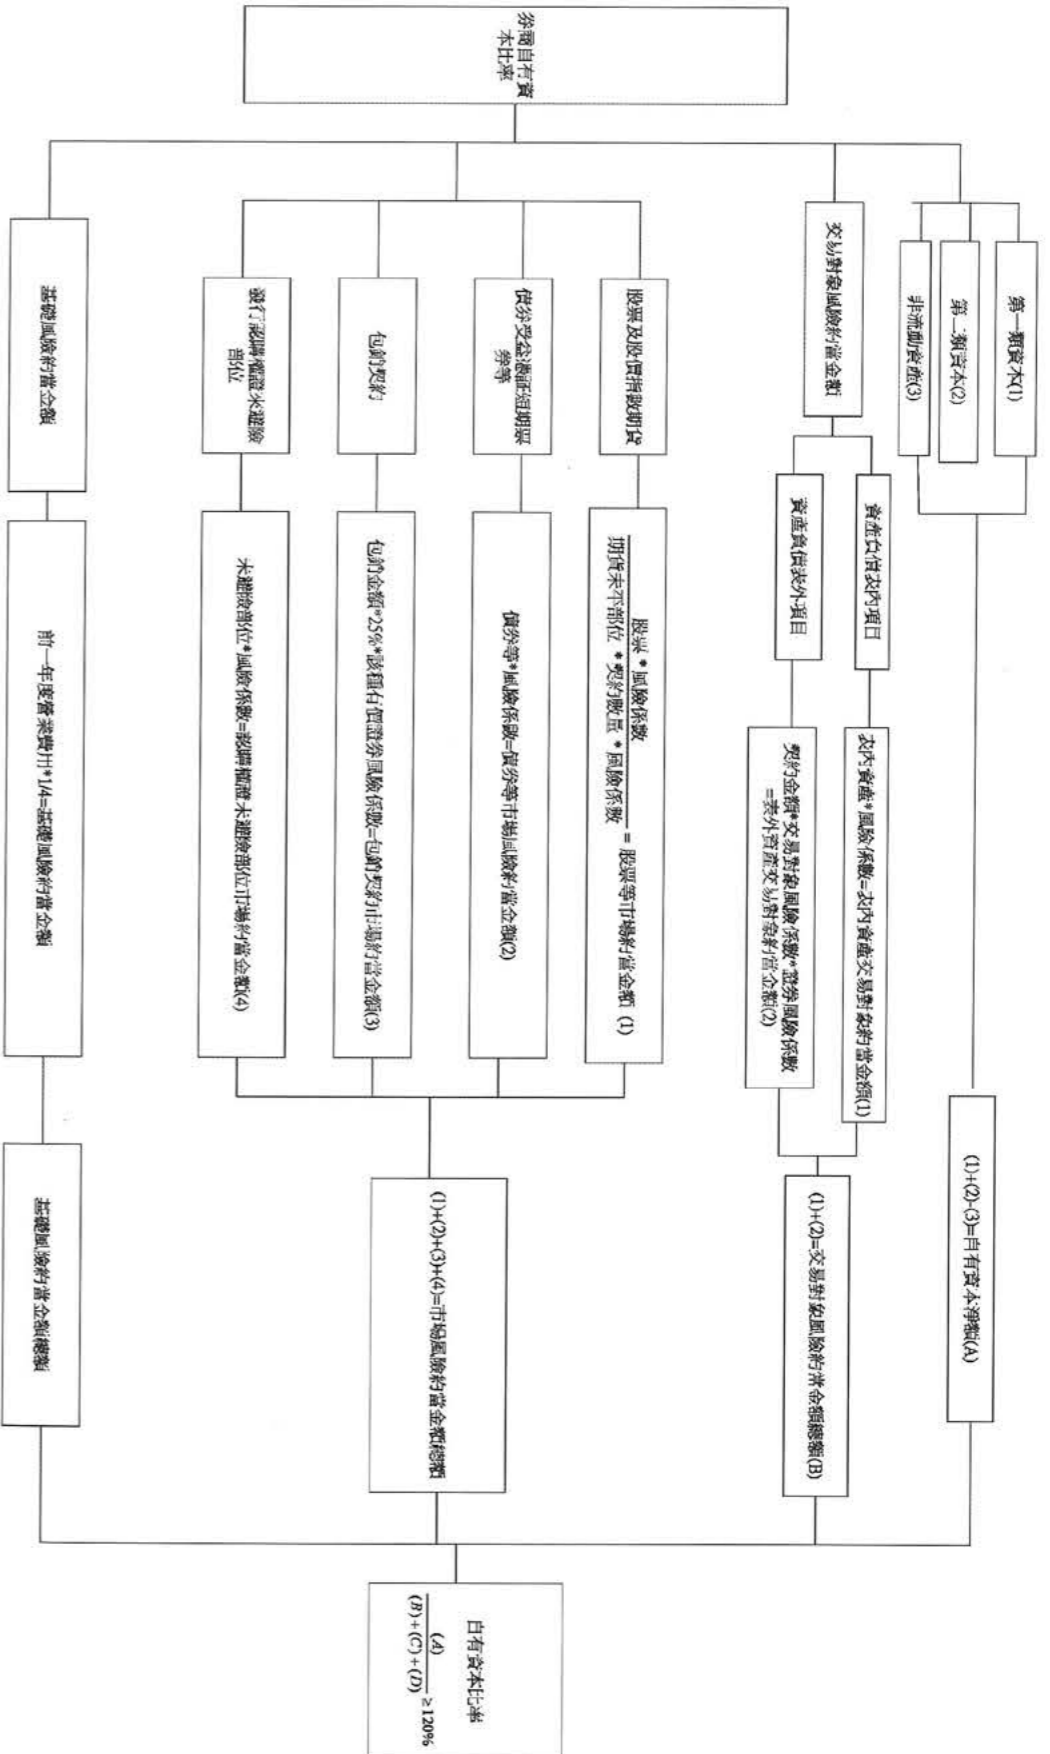 券商自有資
本比率
第一類資本(1)
第二類資本(2)
非流動資產(3)
(1)+(2)-(3)=自有資本淨額(A)
交易對象風險約當金額
資產負債表內項目
表內資產*風險係數=表內資產交易對象約當金額(1)
資產負債表外項目
契約金額*交易對象風險係數*證券風險係數
=表外資產交易對象約當金額(2)
(1)+(2)=交易對象風險約當金額總額(B)
股票及股價指數期貨
股票 * 風險係數
期貨未平部位 * 契約數量 * 風險係數
= 股票等市場約當金額 (1)
債券受益憑証短期票
券等
債券等*風險係數=債券等市場風險約當金額(2)
包銷契約
包銷金額*25%*該種有價證券風險係數=包銷契約市場約當金額(3)
發行認購權證未避險
部位
未避險部位*風險係數=認購權證未避險部位市場約當金額(4)
(1)+(2)+(3)+(4)=市場風險約當金額總額
基礎風險約當金額
前一年度營業費用*1/4=基礎風險約當金額
基礎風險約當金額總額
自有資本比率
(A)
(B)+(C)+(D)
≥120%